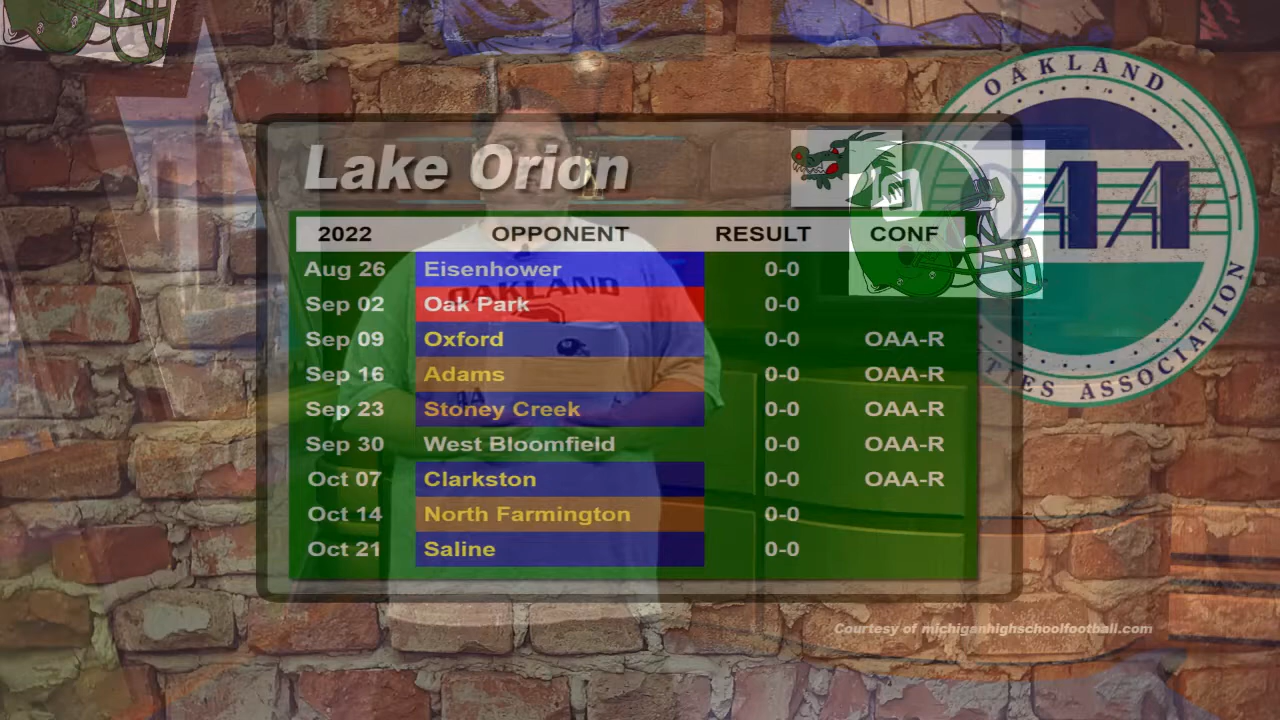 OAKLAND
Lake Orion
2022 OPPONENT RESULT CONF
Aug 26 Eisenhower 0-0
Sep 02 Oak Park 0-0
Sep 09 Oxford 0-0 OAA-R
Sep 16 Adams 0-0 OAA-R
Sep 23 Stoney Creek 0-0 OAA-R
Sep 30 West Bloomfield 0-0 OAA-R
Oct 07 Clarkston 0-0 OAA-R
Oct 14 North Farmington 0-0
Oct 21 Saline 0-0
OAKLAND
AA
ASSOCIATION
Courtesy of michiganhighschoolfootball.com